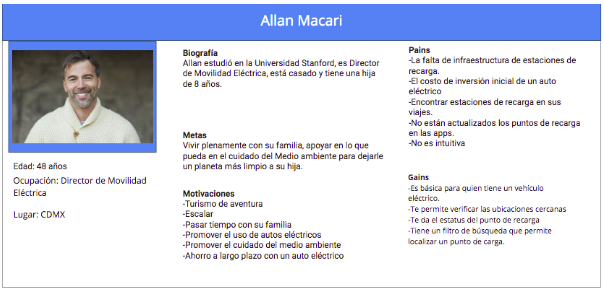 Allan Macari
Edad: 48 años
Ocupación: Director de Movilidad
Eléctrica
Lugar: CDMX
Biografía
Allan estudió en la Universidad Stanford, es Director
de Movilidad Eléctrica, está casado y tiene una hija
de 8 años.
Metas
Vivir plenamente con su familia, apoyar en lo que
pueda en el cuidado del Medio ambiente para dejarle
un planeta más limpio a su hija.
Motivaciones
-Turismo de aventura
-Escalar
-Pasar tiempo con su familia
-Promover el uso de autos eléctricos
-Promover el cuidado del medio ambiente
-Ahorro a largo plazo con un auto eléctrico
Pains
-La falta de infraestructura de estaciones de
recarga.
-El costo de inversión inicial de un auto
eléctrico
-Encontrar estaciones de recarga en sus
viajes.
-No están actualizados los puntos de recarga
en las apps.
-No es intuitiva
Gains
-Es básica para quien tiene un vehículo
eléctrico.
-Te permite verificar las ubicaciones cercanas
-Te da el estatus del punto de recarga
-Tiene un filtro de búsqueda que permite
localizar un punto de carga.